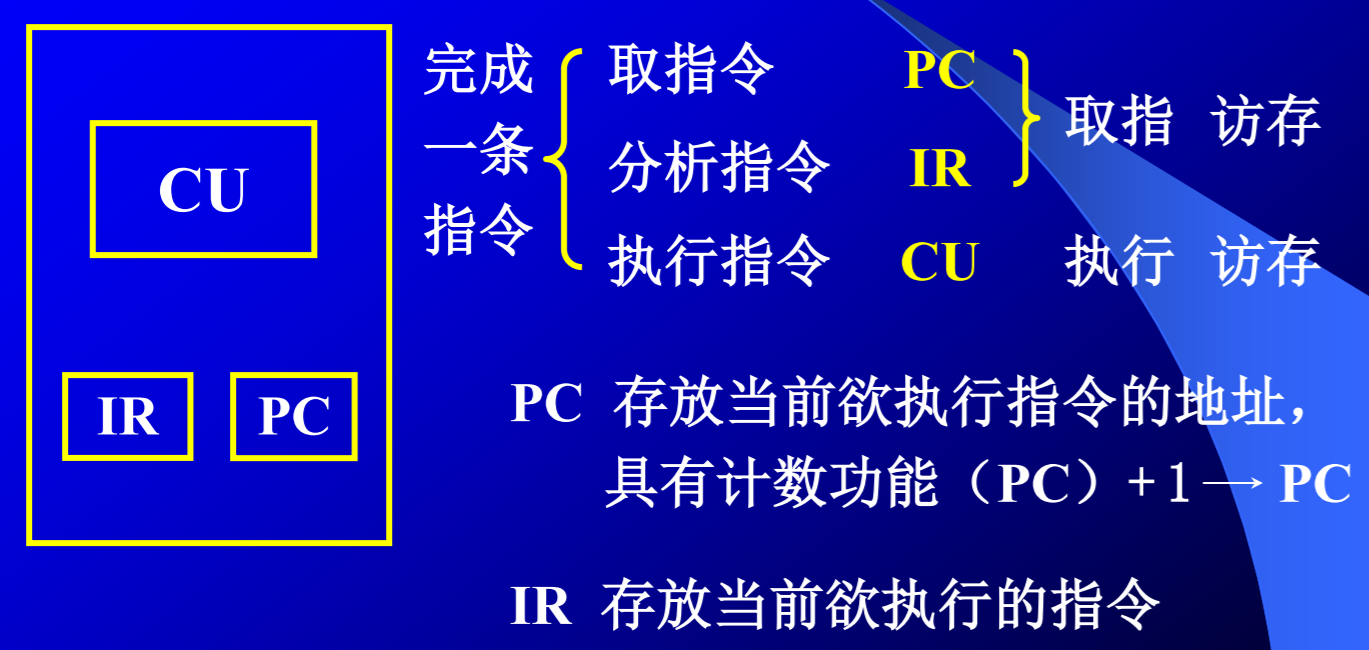 CU
IR PC
完成
一条
指令
取指令 PC
分析指令 IR
取指 访存
执行指令 CU 执行 访存
PC 存放当前欲执行指令的地址，
具有计数功能（PC）+1→PC
IR 存放当前欲执行的指令